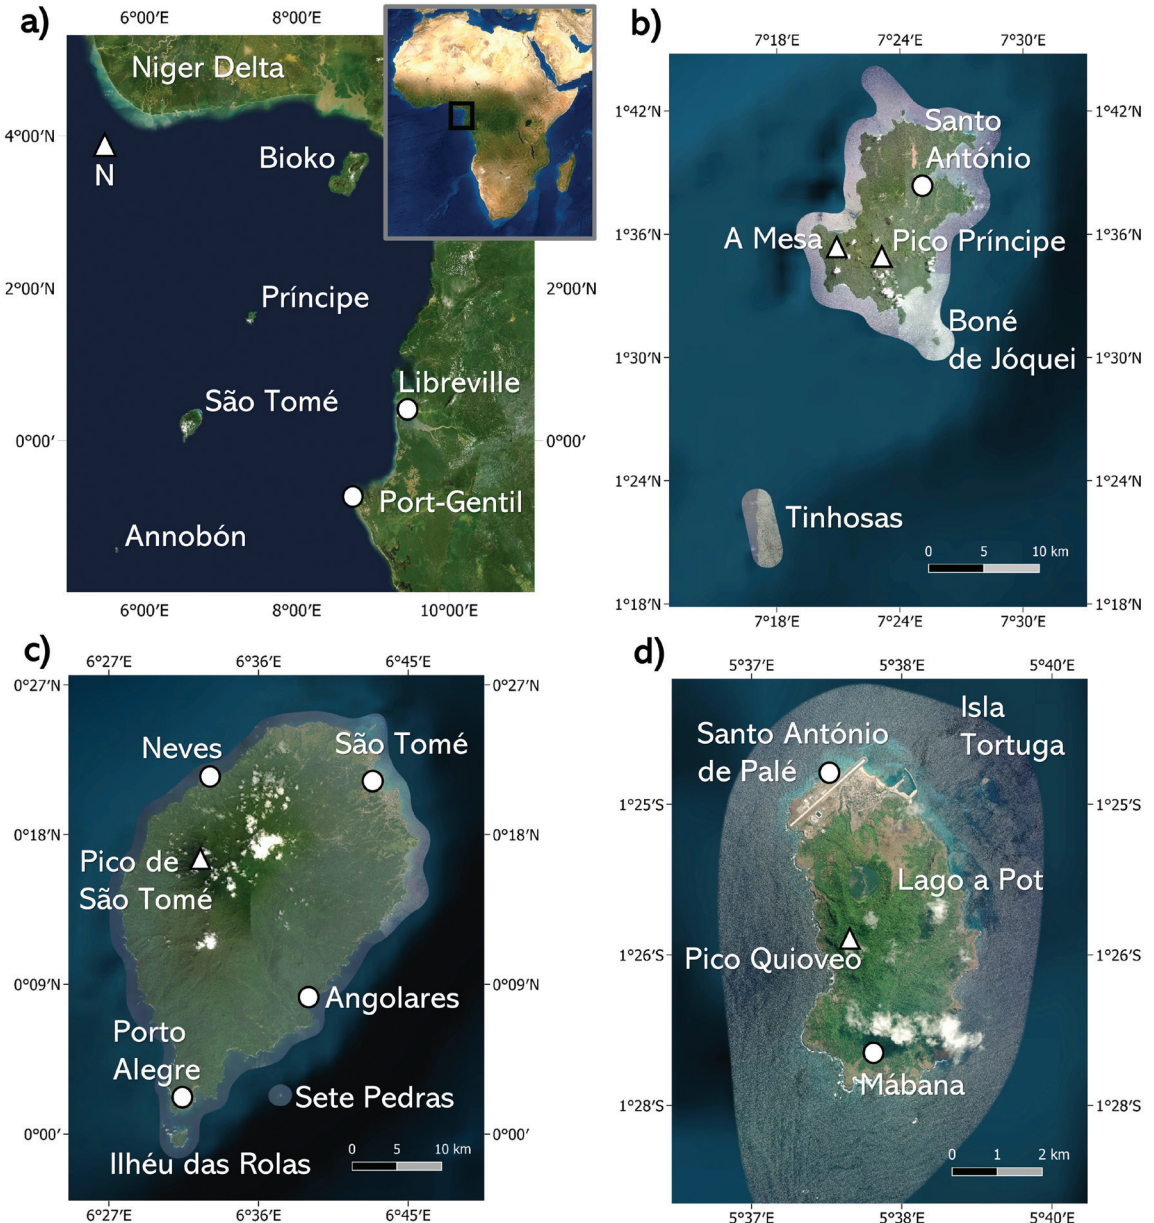 a)
6°00′E 8°00′E
Niger Delta
4°00′N
N
Bioko
2°00′N 2°00′N
Príncipe
Libreville
São Tomé
0°00′ 0°00′
Port-Gentil
Annobón
6°00′E 8°00′E 10°00′E
b)
7°18′E 7°24′E 7°30′E
1°42′N 1°42′N
Santo
António
1°36′N 1°36′N
A Mesa
Pico Príncipe
Boné
de Jóquei
1°30′N 1°30′N
1°24′N 1°24′N
Tinhosas
0 5 10 km
1°18′N 1°18′N
7°18′E 7°24′E 7°30′E
c)
6°27′E 6°36′E 6°45′E
0°27′N 0°27′N
Neves
São Tomé
0°18′N 0°18′N
Pico de
São Tomé
0°09′N 0°09′N
Angolares
Porto
Alegre
Sete Pedras
0°00′ 0°00′
Ilhéu das Rolas
0 5 10 km
6°27′E 6°36′E 6°45′E
d)
5°37′E 5°38′E 5°40′E
Isla
Tortuga
Santo António
de Palé
1°25′S 1°25′S
Lago a Pot
1°26′S 1°26′S
Pico Quioveo
Mábana
1°28′S 1°28′S
0 1 2 km
5°37′E 5°38′E 5°40′E